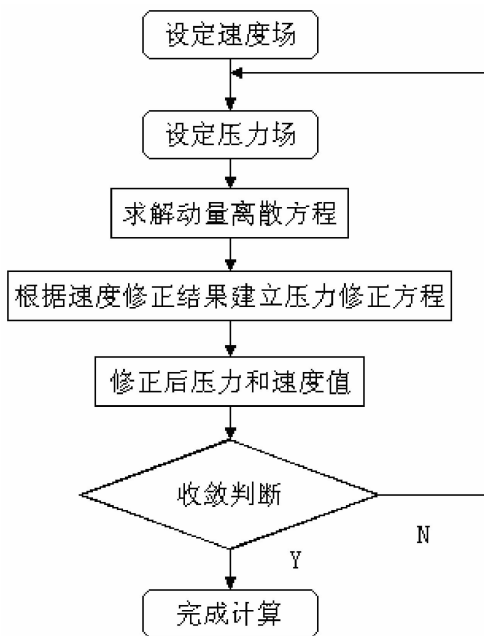 设定速度场
设定压力场
求解动量离散方程
根据速度修正结果建立压力修正方程
修正后压力和速度值
收敛判断
N
Y
完成计算